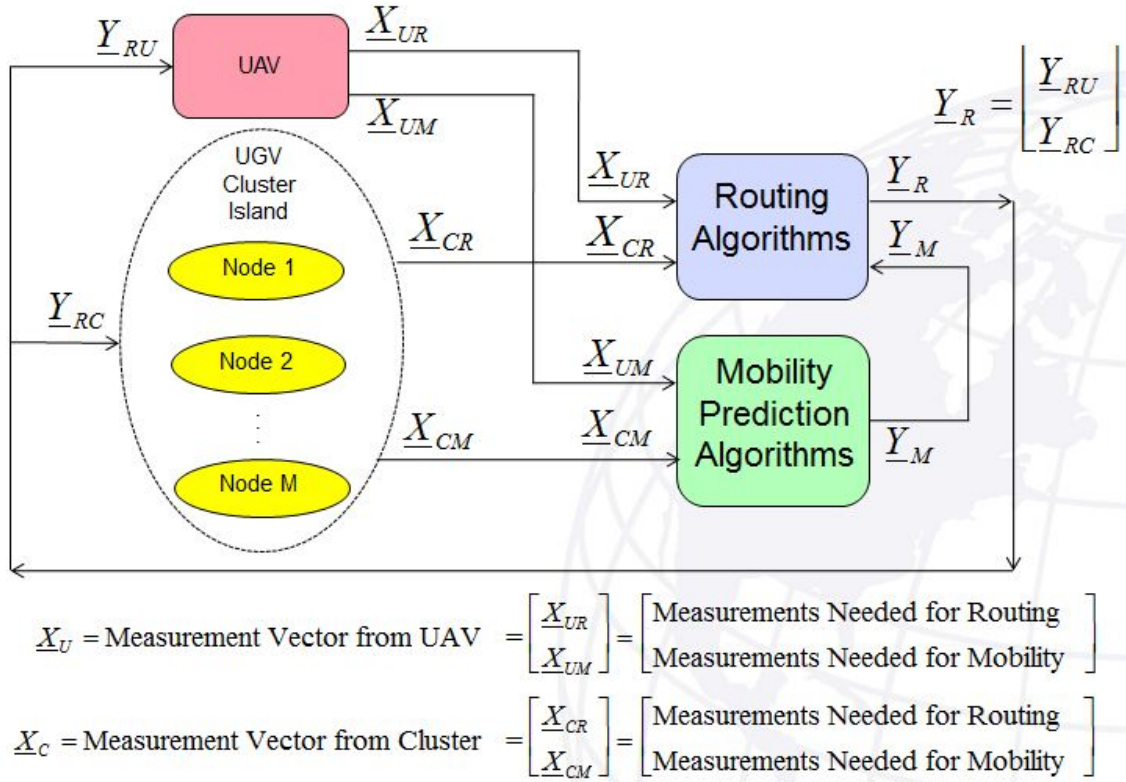 Y_RU
UAV
X_UR
X_UM
Y_R = [Y_RU
Y_RC]
UGV
Cluster
Island
Node 1
Node 2
Node M
Y_RC
X_CR
X_CM
X_UR
X_CR
Routing
Algorithms
Y_R
Y_M
X_UM
X_CM
Mobility
Prediction
Algorithms
Y_M
X_U = Measurement Vector from UAV = [X_UR
X_UM] = [Measurements Needed for Routing
Measurements Needed for Mobility]
X_C = Measurement Vector from Cluster = [X_CR
X_CM] = [Measurements Needed for Routing
Measurements Needed for Mobility]